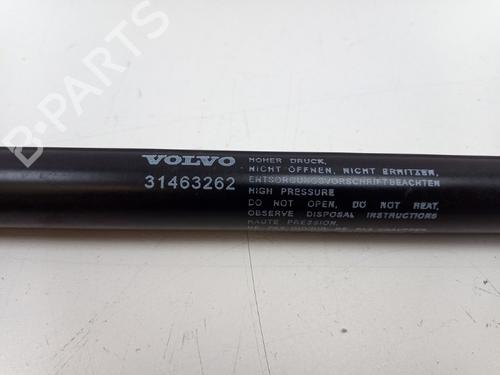 VOLVO
31463262
HOHER DRUCK,
NICHT ÖFFNEN, NICHT ERHITZEN,
ENTSORGUNGSVORSCHRIFT BEACHTEN
HIGH PRESSURE
DO NOT OPEN, DO NOT HEAT,
OBSERVE DISPOSAL INSTRUCTIONS
HAUTE PRESSION,
B-PARTS